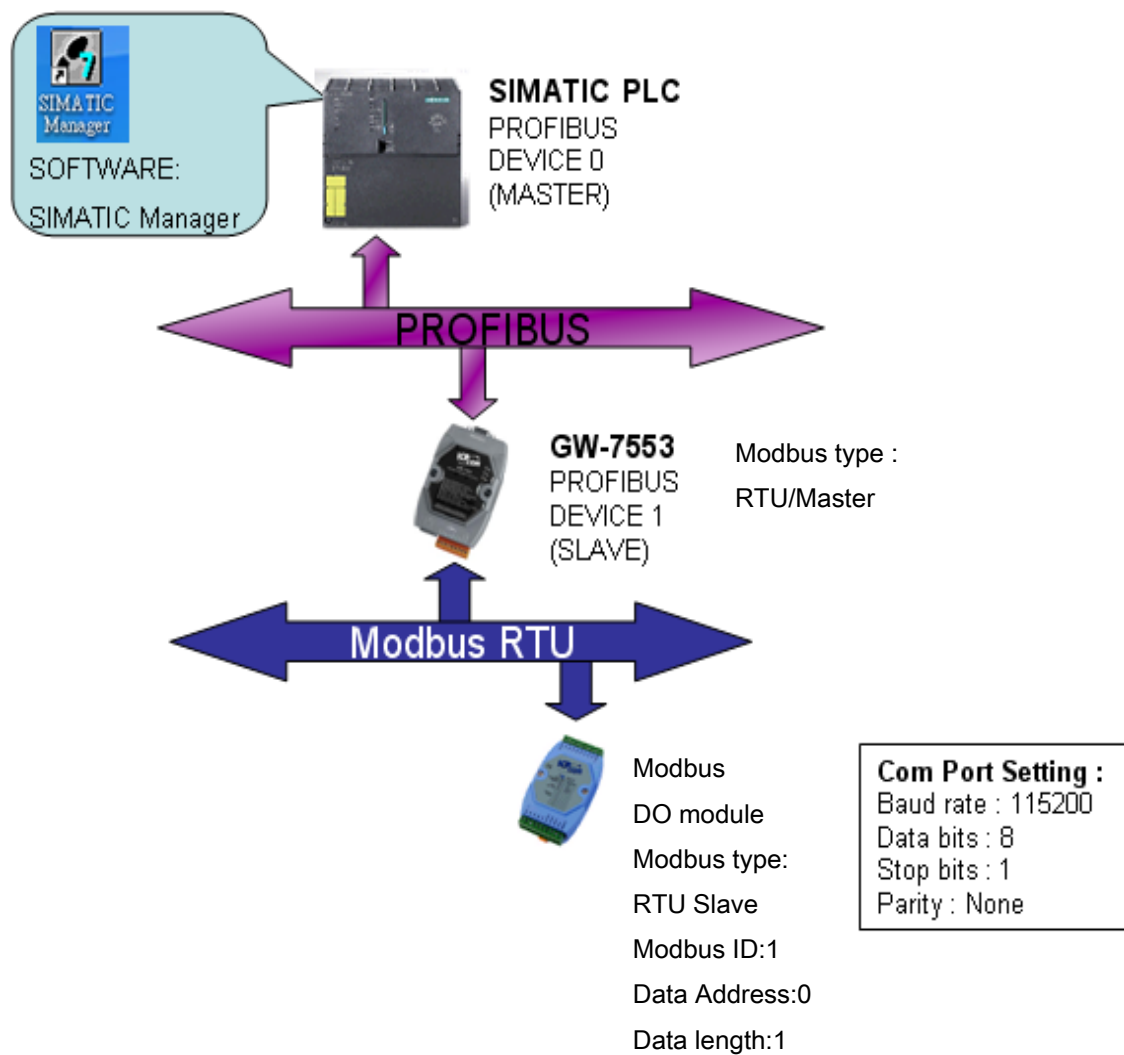 SIMATIC
Manager
SOFTWARE:
SIMATIC Manager
SIMATIC PLC
PROFIBUS
DEVICE 0
(MASTER)
PROFIBUS
GW-7553
PROFIBUS
DEVICE 1
(SLAVE)
Modbus type :
RTU/Master
Modbus RTU
Modbus
DO module
Modbus type:
RTU Slave
Modbus ID:1
Data Address:0
Data length:1
Com Port Setting :
Baud rate : 115200
Data bits : 8
Stop bits : 1
Parity : None